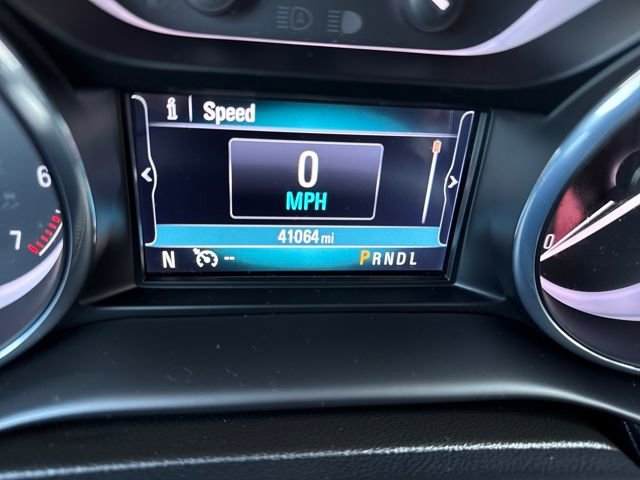 i Speed
0
MPH
41064 mi
N -- PRNDL
6
7
0